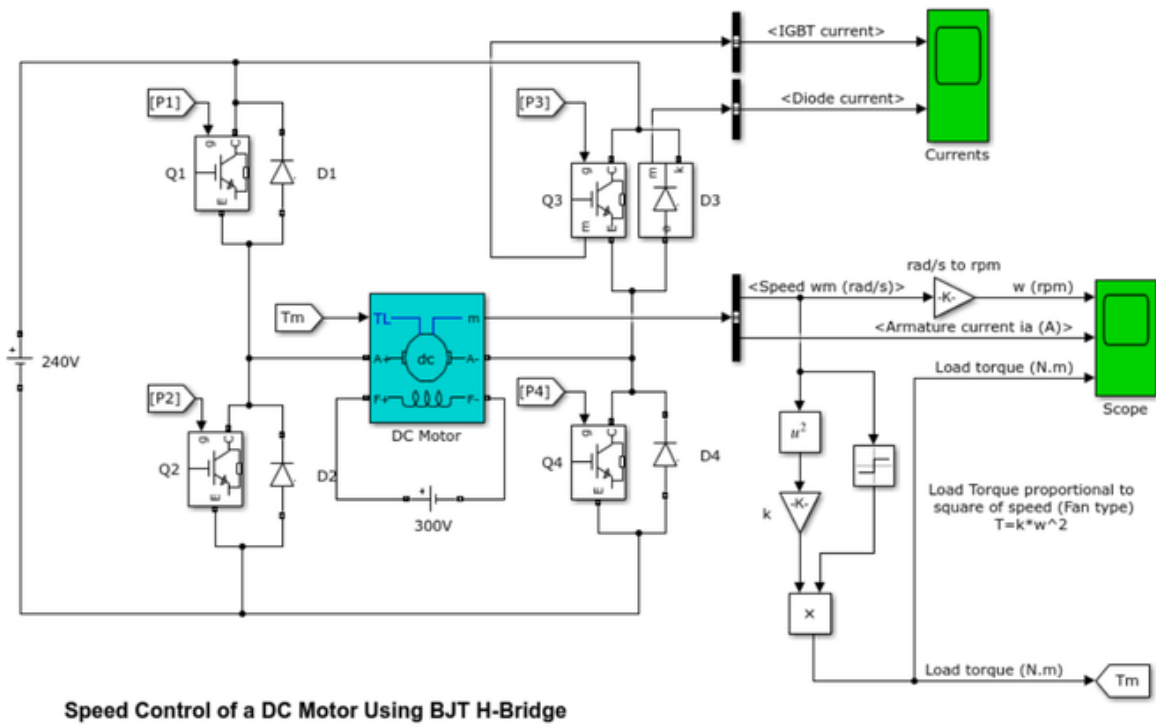 <IGBT current>
[P1]
[P3]
<Diode current>
Currents
g
C
Q1
E
D1
g
C
m
k
Q3
m
E
D3
a
rad/s to rpm
<Speed wm (rad/s)>
-K-
w (rpm)
Tm
TL
m
<Armature current ia (A)>
+
240V
A+
dc
A-
Load torque (N.m)
[P2]
F+
F-
[P4]
Scope
DC Motor
g
C
Q2
E
D2
g
C
Q4
E
D4
u²
+
300V
k
-K-
Load Torque proportional to
square of speed (Fan type)
T=k*w^2
×
Load torque (N.m)
Tm
Speed Control of a DC Motor Using BJT H-Bridge